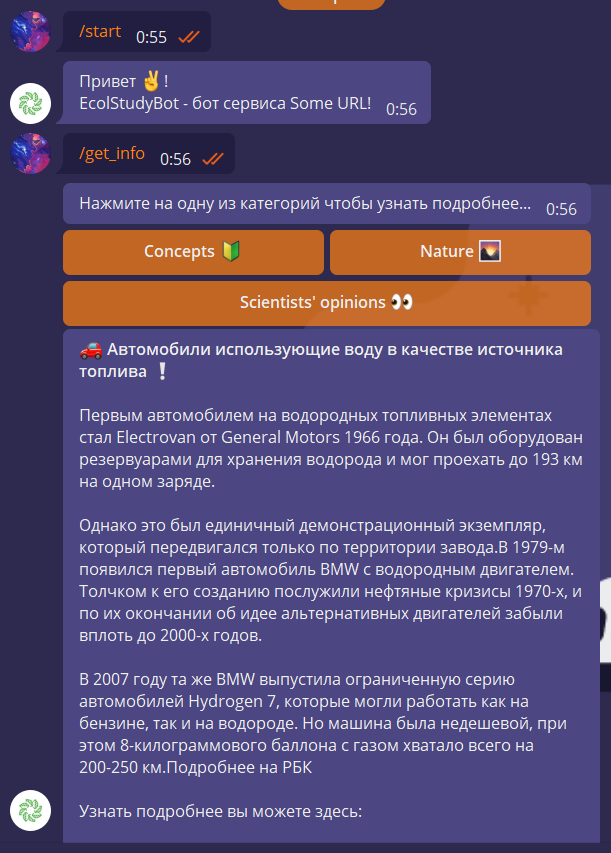 /start 0:55
Привет ✌️!
EcolStudyBot - бот сервиса Some URL! 0:56
/get_info 0:56
Нажмите на одну из категорий чтобы узнать подробнее... 0:56
Concepts 🔰 Nature 🌄
Scientists' opinions 👀
🚗 Автомобили использующие воду в качестве источника
топлива ❕
Первым автомобилем на водородных топливных элементах
стал Electrovan от General Motors 1966 года. Он был оборудован
резервуарами для хранения водорода и мог проехать до 193 км
на одном заряде.
Однако это был единичный демонстрационный экземпляр,
который передвигался только по территории завода.В 1979-м
появился первый автомобиль BMW с водородным двигателем.
Толчком к его созданию послужили нефтяные кризисы 1970-х, и
по их окончании об идее альтернативных двигателей забыли
вплоть до 2000-х годов.
В 2007 году та же BMW выпустила ограниченную серию
автомобилей Hydrogen 7, которые могли работать как на
бензине, так и на водороде. Но машина была недешевой, при
этом 8-килограммового баллона с газом хватало всего на
200-250 км.Подробнее на РБК
Узнать подробнее вы можете здесь: